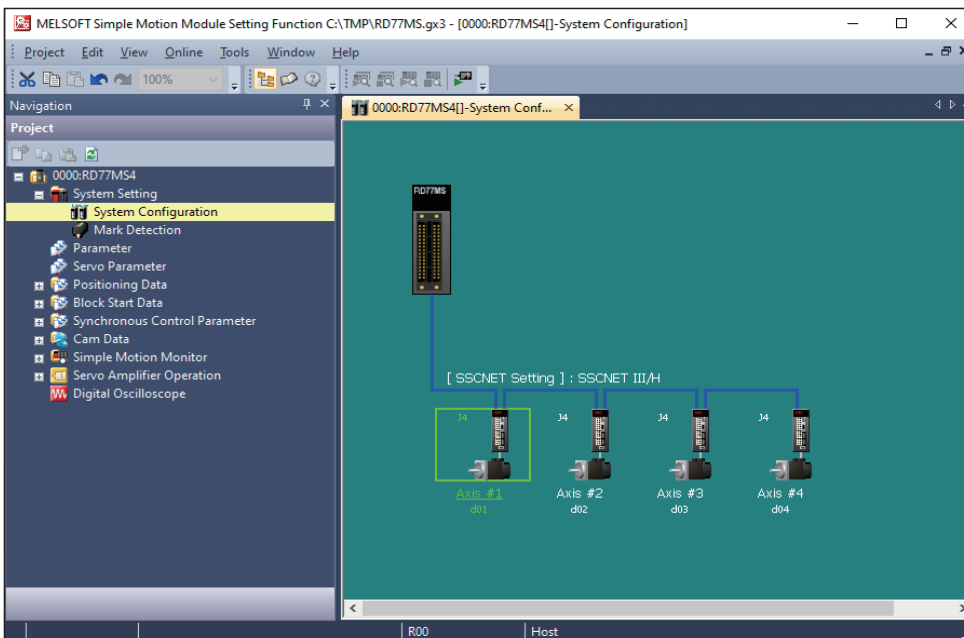 MELSOFT Simple Motion Module Setting Function C:\TMP\RD77MS.gx3 - [0000:RD77MS4[]-System Configuration]
Project Edit View Online Tools Window Help
100%
Navigation
0000:RD77MS4[]-System Conf...
Project
0000:RD77MS4
System Setting
System Configuration
Mark Detection
Parameter
Servo Parameter
Positioning Data
Block Start Data
Synchronous Control Parameter
Cam Data
Simple Motion Monitor
Servo Amplifier Operation
Digital Oscilloscope
RD77MS
[ SSCNET Setting ] : SSCNET III/H
J4 J4 J4 J4
Axis #1 Axis #2 Axis #3 Axis #4
d01 d02 d03 d04
R00 Host